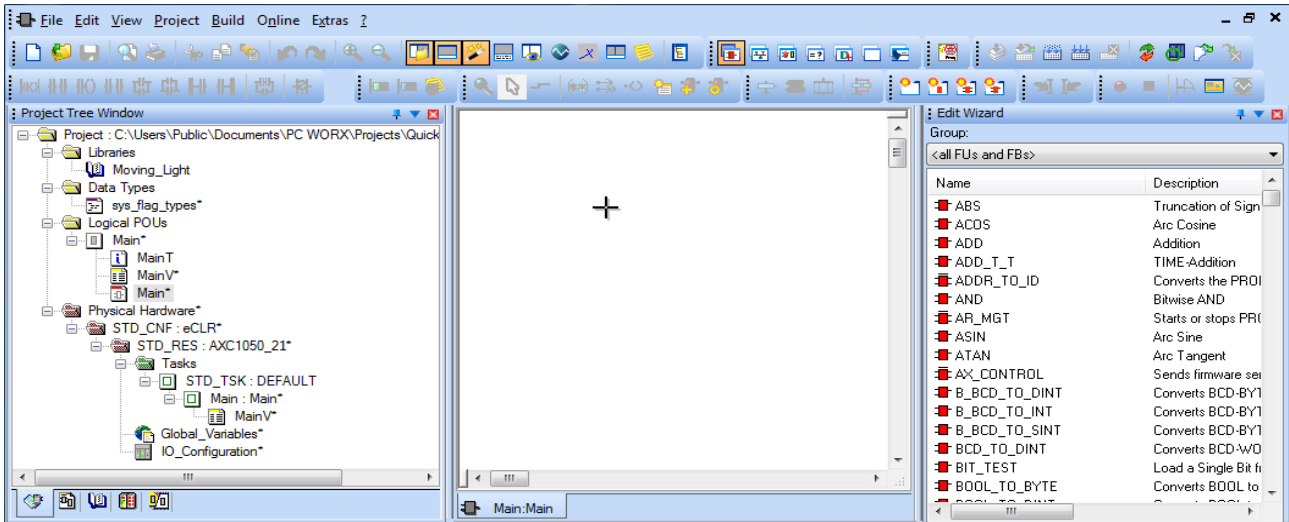 File Edit View Project Build Online Extras ?
Project Tree Window
Project : C:\Users\Public\Documents\PC WORX\Projects\Quick
Libraries
Moving_Light
Data Types
sys_flag_types*
Logical POUs
Main*
MainT
MainV*
Main*
Physical Hardware*
STD_CNF : eCLR*
STD_RES : AXC1050_21*
Tasks
STD_TSK : DEFAULT
Main : Main*
MainV*
Global_Variables*
IO_Configuration*
Main:Main
Edit Wizard
Group:
<all FUs and FBs>
Name Description
ABS Truncation of Sign
ACOS Arc Cosine
ADD Addition
ADD_T_T TIME-Addition
ADDR_TO_ID Converts the PROI
AND Bitwise AND
AR_MGT Starts or stops PR(
ASIN Arc Sine
ATAN Arc Tangent
AX_CONTROL Sends firmware ser
B_BCD_TO_DINT Converts BCD-BYT
B_BCD_TO_INT Converts BCD-BYT
B_BCD_TO_SINT Converts BCD-BYT
BCD_TO_DINT Converts BCD-WO
BIT_TEST Load a Single Bit fr
BOOL_TO_BYTE Converts BOOL to